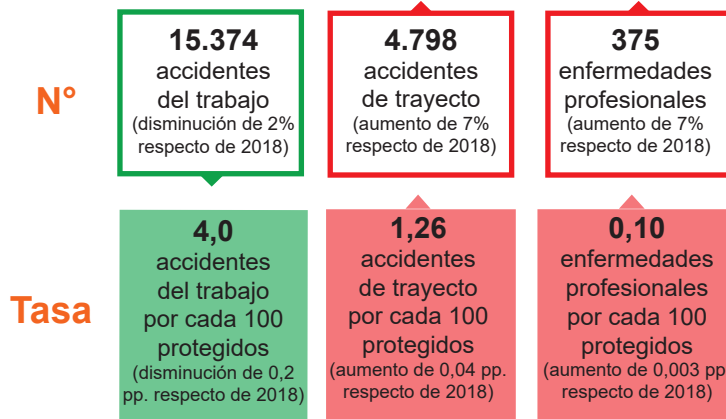 N°
15.374
accidentes
del trabajo
(disminución de 2%
respecto de 2018)
4.798
accidentes
de trayecto
(aumento de 7%
respecto de 2018)
375
enfermedades
profesionales
(aumento de 7%
respecto de 2018)
Tasa
4,0
accidentes
del trabajo
por cada 100
protegidos
(disminución de 0,2
pp. respecto de 2018)
1,26
accidentes
de trayecto
por cada 100
protegidos
(aumento de 0,04 pp.
respecto de 2018)
0,10
enfermedades
profesionales
por cada 100
protegidos
(aumento de 0,003 pp
respecto de 2018)